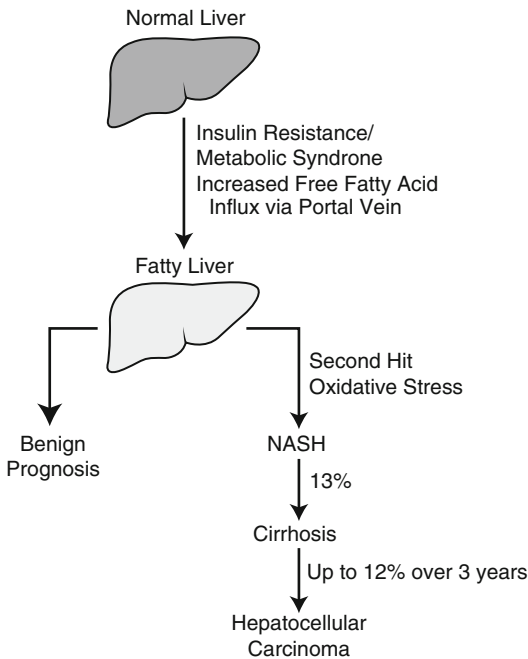 Normal Liver
Insulin Resistance/
Metabolic Syndrome
Increased Free Fatty Acid
Influx via Portal Vein
Fatty Liver
Second Hit
Oxidative Stress
Benign
Prognosis
NASH
13%
Cirrhosis
Up to 12% over 3 years
Hepatocellular
Carcinoma